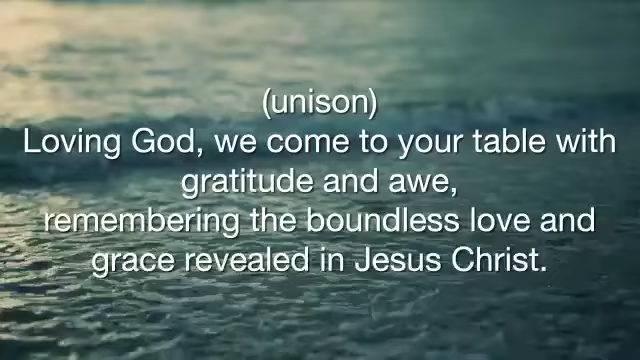 (unison)
Loving God, we come to your table with
gratitude and awe,
remembering the boundless love and
grace revealed in Jesus Christ.